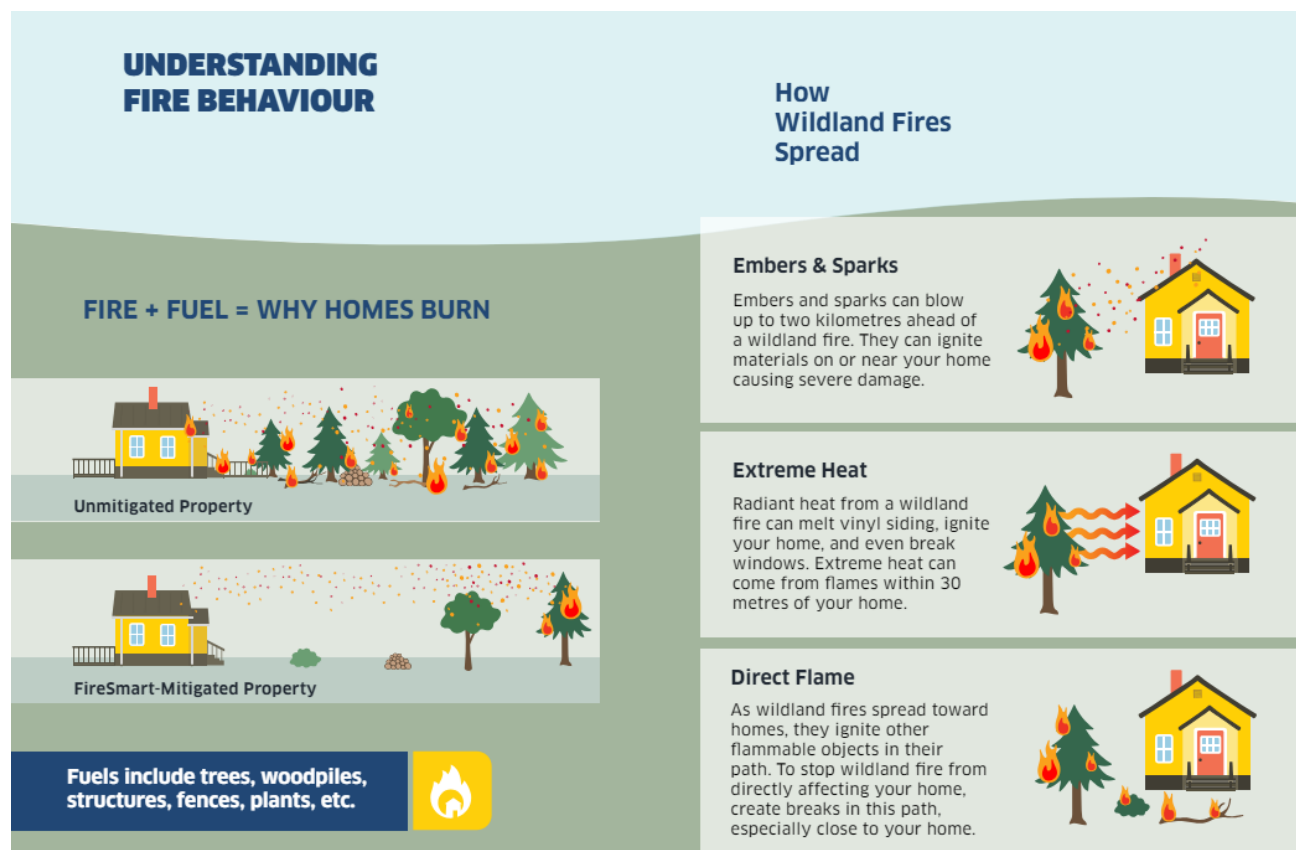 UNDERSTANDING
FIRE BEHAVIOUR
FIRE + FUEL = WHY HOMES BURN
Unmitigated Property
FireSmart-Mitigated Property
Fuels include trees, woodpiles,
structures, fences, plants, etc.
How
Wildland Fires
Spread
Embers & Sparks
Embers and sparks can blow
up to two kilometres ahead of
a wildland fire. They can ignite
materials on or near your home
causing severe damage.
Extreme Heat
Radiant heat from a wildland
fire can melt vinyl siding, ignite
your home, and even break
windows. Extreme heat can
come from flames within 30
metres of your home.
Direct Flame
As wildland fires spread toward
homes, they ignite other
flammable objects in their
path. To stop wildland fire from
directly affecting your home,
create breaks in this path,
especially close to your home.